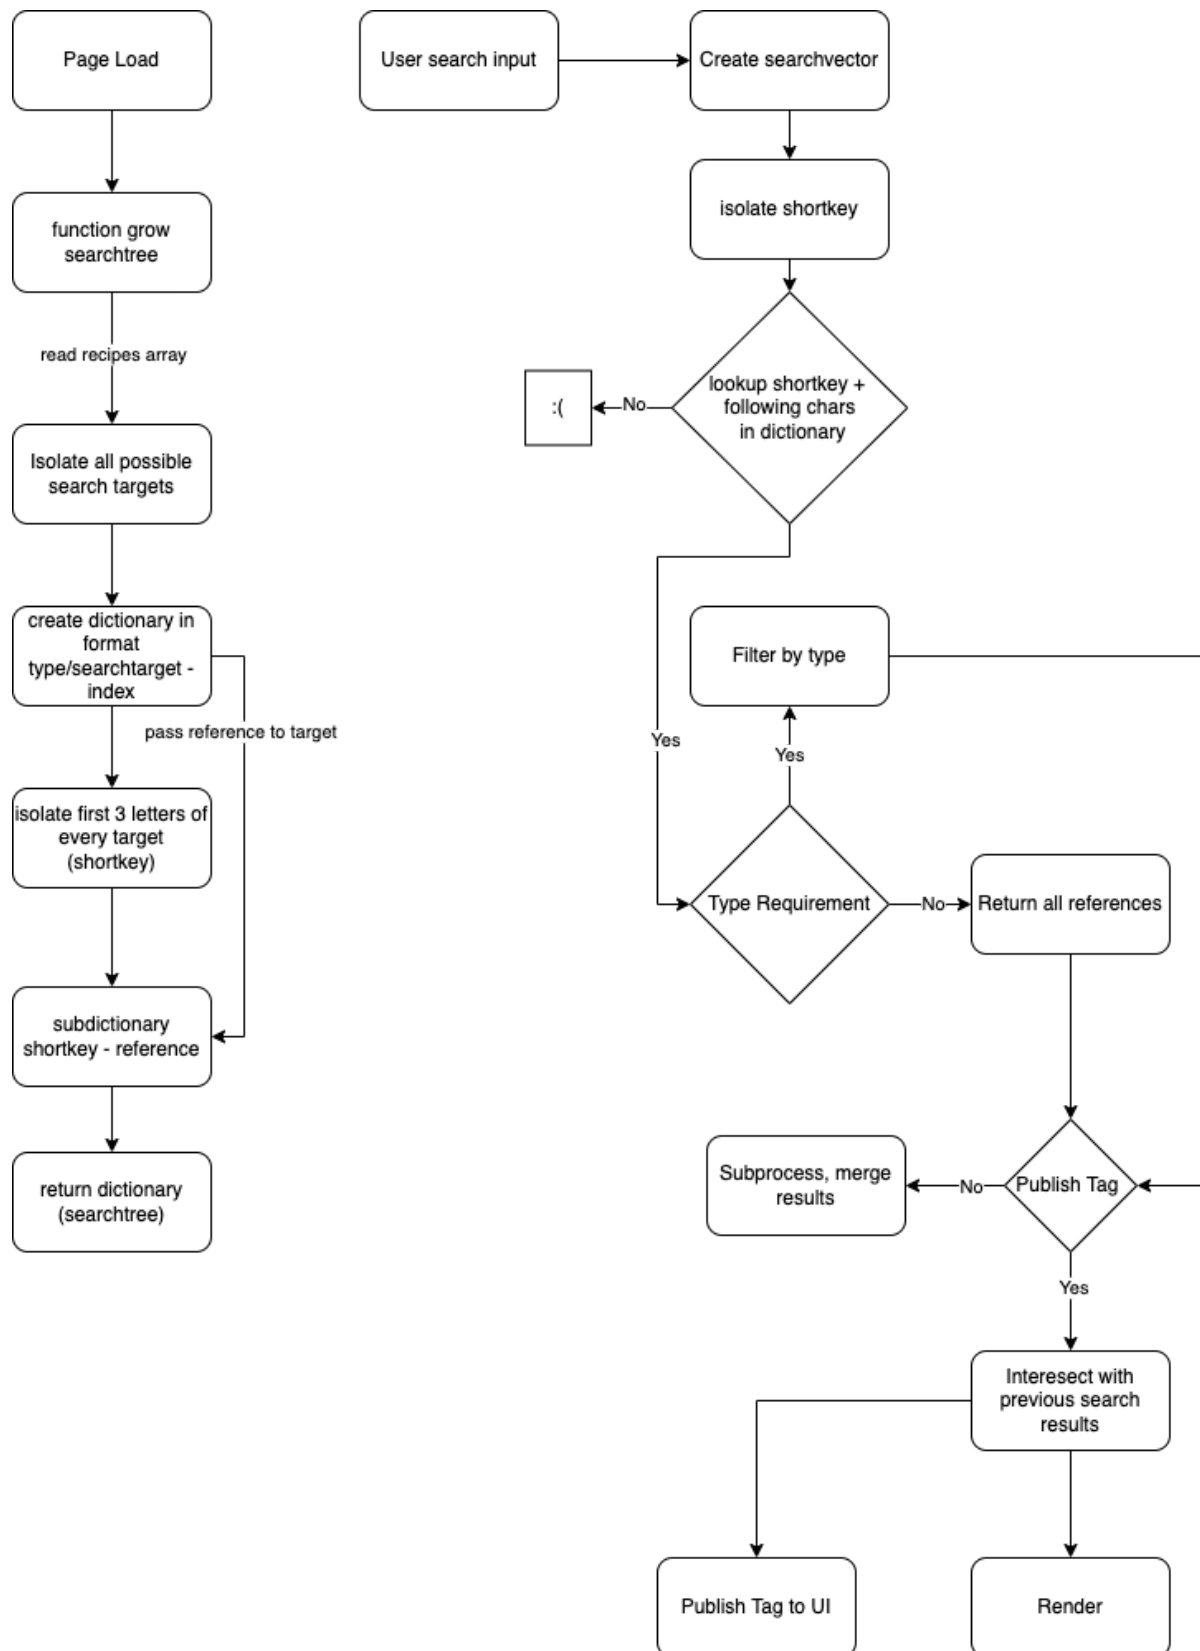 Page Load
function grow
searchtree
read recipes array
Isolate all possible
search targets
create dictionary in
format
type/searchtarget -
index
pass reference to target
isolate first 3 letters of
every target
(shortkey)
subdictionary
shortkey - reference
return dictionary
(searchtree)
User search input
Create searchvector
isolate shortkey
lookup shortkey +
following chars
in dictionary
No
:(
Yes
Filter by type
Yes
Type Requirement
No
Return all references
Publish Tag
No
Subprocess, merge
results
Yes
Interesect with
previous search
results
Publish Tag to UI
Render